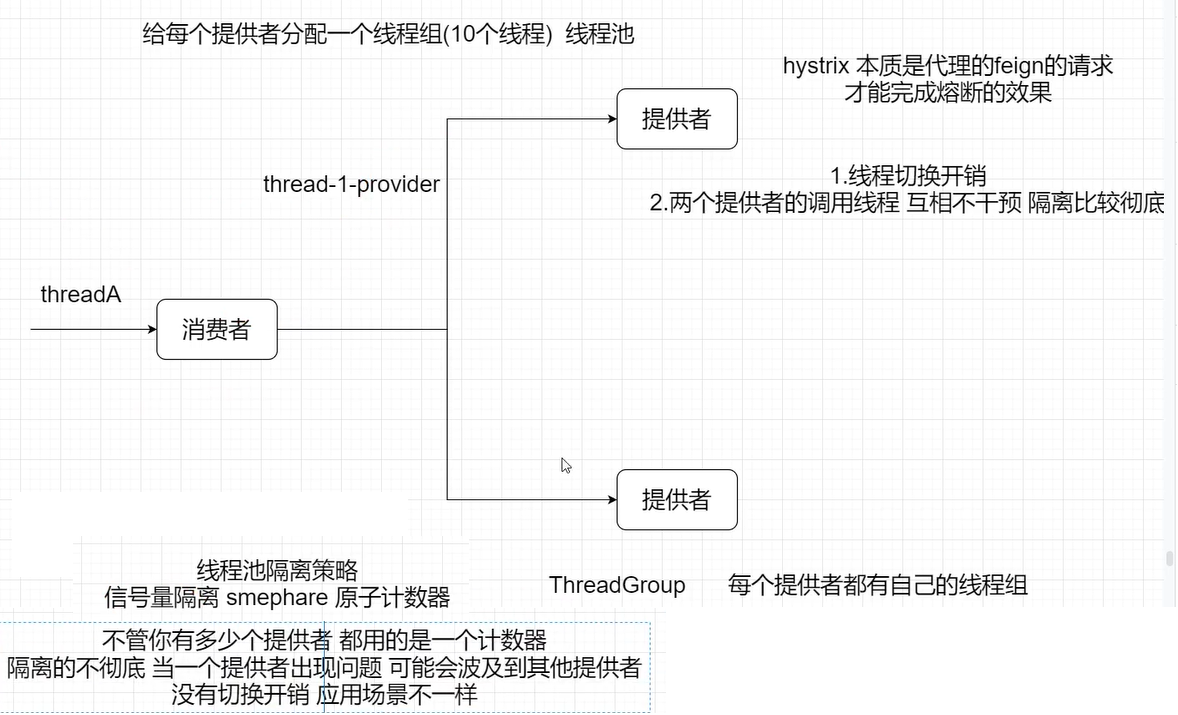 给每个提供者分配一个线程组(10个线程) 线程池
hystrix 本质是代理的feign的请求
才能完成熔断的效果
提供者
1.线程切换开销
2.两个提供者的调用线程 互相不干预 隔离比较彻底
thread-1-provider
threadA
消费者
提供者
线程池隔离策略
信号量隔离 smephare 原子计数器
ThreadGroup 每个提供者都有自己的线程组
不管你有多少个提供者 都用的是一个计数器
隔离的不彻底 当一个提供者出现问题 可能会波及到其他提供者
没有切换开销 应用场景不一样